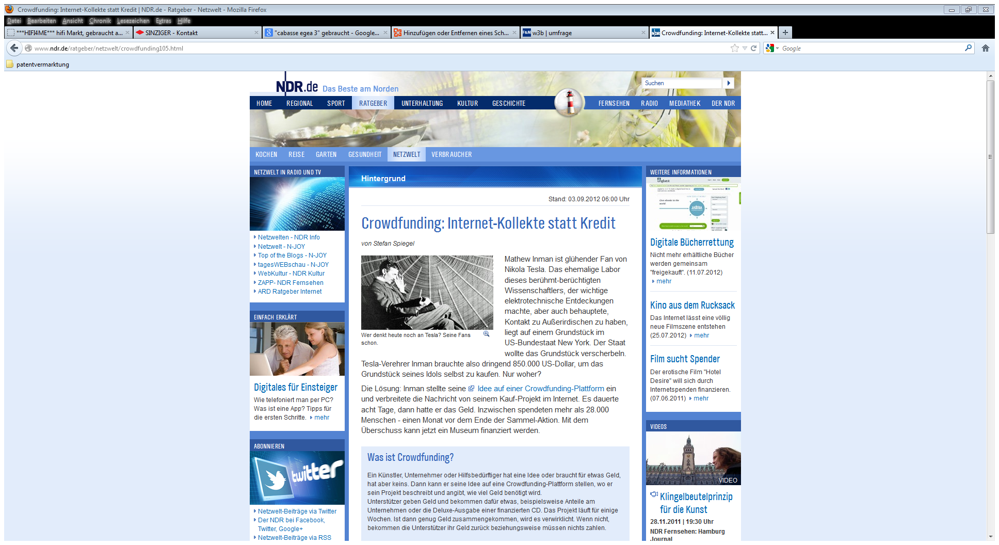 Crowdfunding: Internet-Kollekte statt Kredit | NDR.de - Ratgeber - Netzwelt - Mozilla Firefox
Datei Bearbeiten Ansicht Chronik Lesezeichen Extras Hilfe
***HIFI4ME*** hifi Markt, gebraucht a...
SINZIGER - Kontakt
"cabasse egea 3" gebraucht - Google...
Hinzufügen oder Entfernen eines Sch...
F&M w3b | umfrage
NDR Crowdfunding: Internet-Kollekte statt...
www.ndr.de/ratgeber/netzwelt/crowdfunding105.html
Google
patentvermarktung
NDR.de Das Beste am Norden
Suchen
HOME REGIONAL SPORT RATGEBER UNTERHALTUNG KULTUR GESCHICHTE FERNSEHEN RADIO MEDIATHEK DER NDR
KOCHEN REISE GARTEN GESUNDHEIT NETZWELT VERBRAUCHER
NETZWELT IN RADIO UND TV
Netzwelten - NDR Info
Netzwelt - N-JOY
Top of the Blogs - N-JOY
tagesWEBschau - N-JOY
WebKultur - NDR Kultur
ZAPP- NDR Fernsehen
ARD Ratgeber Internet
EINFACH ERKLÄRT
Digitales für Einsteiger
Wie telefoniert man per PC?
Was ist eine App? Tipps für
die ersten Schritte. mehr
ABONNIEREN
twitter
Netzwelt-Beiträge via Twitter
Der NDR bei Facebook,
Twitter, Google+
Netzwelt-Beiträge via RSS
Hintergrund
Stand: 03.09.2012 06:00 Uhr
Crowdfunding: Internet-Kollekte statt Kredit
von Stefan Spiegel
Wer denkt heute noch an Tesla? Seine Fans
schon.
Mathew Inman ist glühender Fan von
Nikola Tesla. Das ehemalige Labor
dieses berühmt-berüchtigten
Wissenschaftlers, der wichtige
elektrotechnische Entdeckungen
machte, aber auch behauptete,
Kontakt zu Außerirdischen zu haben,
liegt auf einem Grundstück im
US-Bundestaat New York. Der Staat
wollte das Grundstück verscherbeln.
Tesla-Verehrer Inman brauchte also dringend 850.000 US-Dollar, um das
Grundstück seines Idols selbst zu kaufen. Nur woher?
Die Lösung: Inman stellte seine Idee auf einer Crowdfunding-Plattform ein
und verbreitete die Nachricht von seinem Kauf-Projekt im Internet. Es dauerte
acht Tage, dann hatte er das Geld. Inzwischen spendeten mehr als 28.000
Menschen - einen Monat vor dem Ende der Sammel-Aktion. Mit dem
Überschuss kann jetzt ein Museum finanziert werden.
Was ist Crowdfunding?
Ein Künstler, Unternehmer oder Hilfsbedürftiger hat eine Idee oder braucht für etwas Geld,
hat aber keins. Dann kann er seine Idee auf eine Crowdfunding-Plattform stellen, wo er
sein Projekt beschreibt und angibt, wie viel Geld benötigt wird.
Unterstützer geben Geld und bekommen dafür etwas, beispielsweise Anteile am
Unternehmen oder die Deluxe-Ausgabe einer finanzierten CD. Das Projekt läuft für einige
Wochen. Ist dann genug Geld zusammengekommen, wird es verwirklicht. Wenn nicht,
bekommen die Unterstützer ihr Geld zurück beziehungsweise müssen nichts zahlen.
WEITERE INFORMATIONEN
unglue.it
Give ebooks to the
world
Digitale Bücherrettung
Nicht mehr erhältliche Bücher
werden gemeinsam
"freigekauft". (11.07.2012)
mehr
Kino aus dem Rucksack
Das Internet lässt eine völlig
neue Filmszene entstehen
(25.07.2012) mehr
Film sucht Spender
Der erotische Film "Hotel
Desire" will sich durch
Internetspenden finanzieren.
(07.06.2011) mehr
VIDEOS
VIDEO
Klingelbeutelprinzip
für die Kunst
28.11.2011 | 19:30 Uhr
NDR Fernsehen: Hamburg
Journal